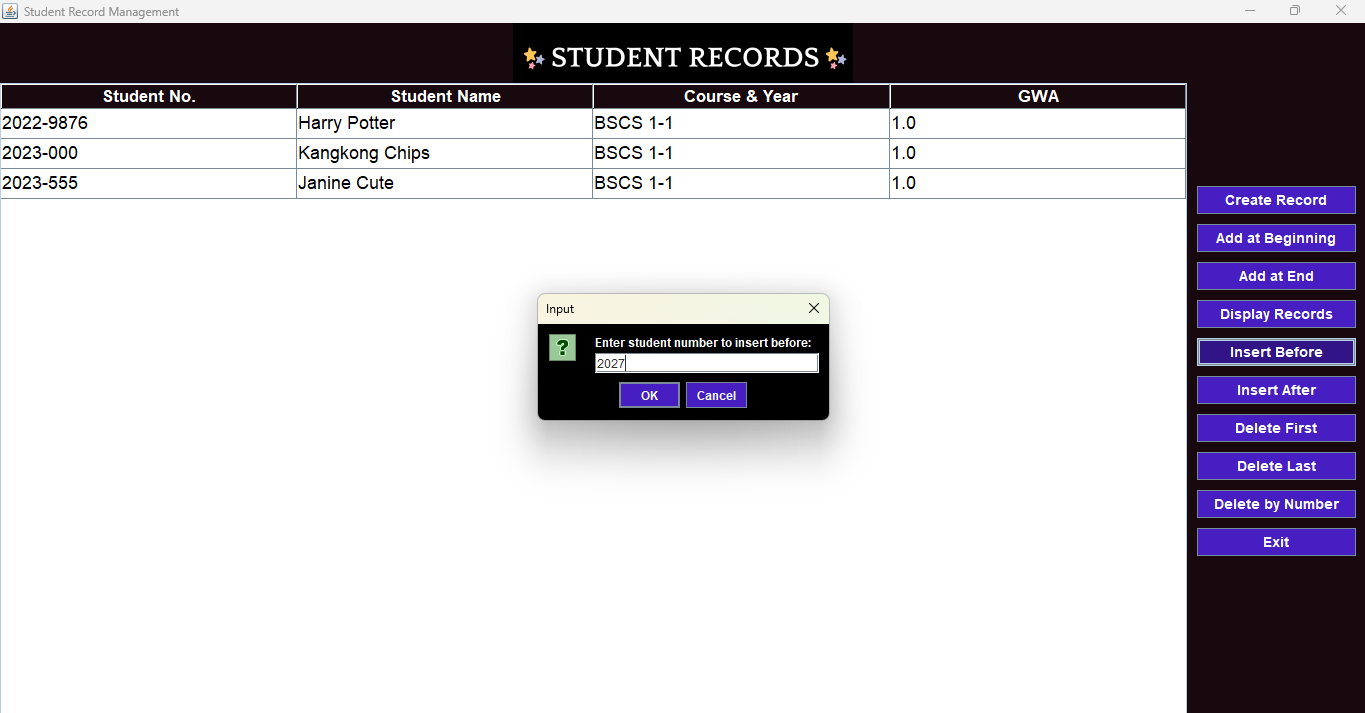 Student Record Management
STUDENT RECORDS
Student No. Student Name Course & Year GWA
2022-9876 Harry Potter BSCS 1-1 1.0
2023-000 Kangkong Chips BSCS 1-1 1.0
2023-555 Janine Cute BSCS 1-1 1.0
Input
? Enter student number to insert before:
2027
OK Cancel
Create Record
Add at Beginning
Add at End
Display Records
Insert Before
Insert After
Delete First
Delete Last
Delete by Number
Exit